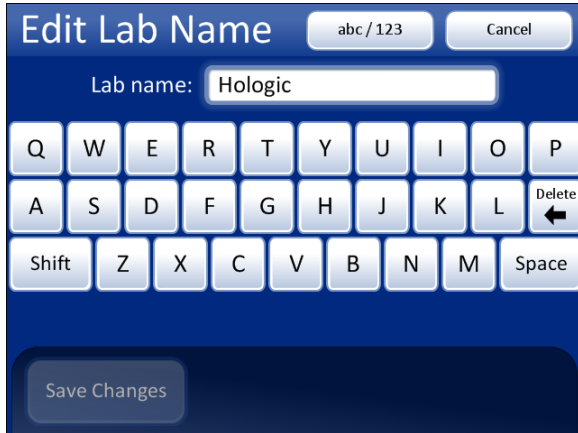 Edit Lab Name abc / 123 Cancel
Lab name: Hologic
Q W E R T Y U I O P
A S D F G H J K L Delete
Shift Z X C V B N M Space
Save Changes